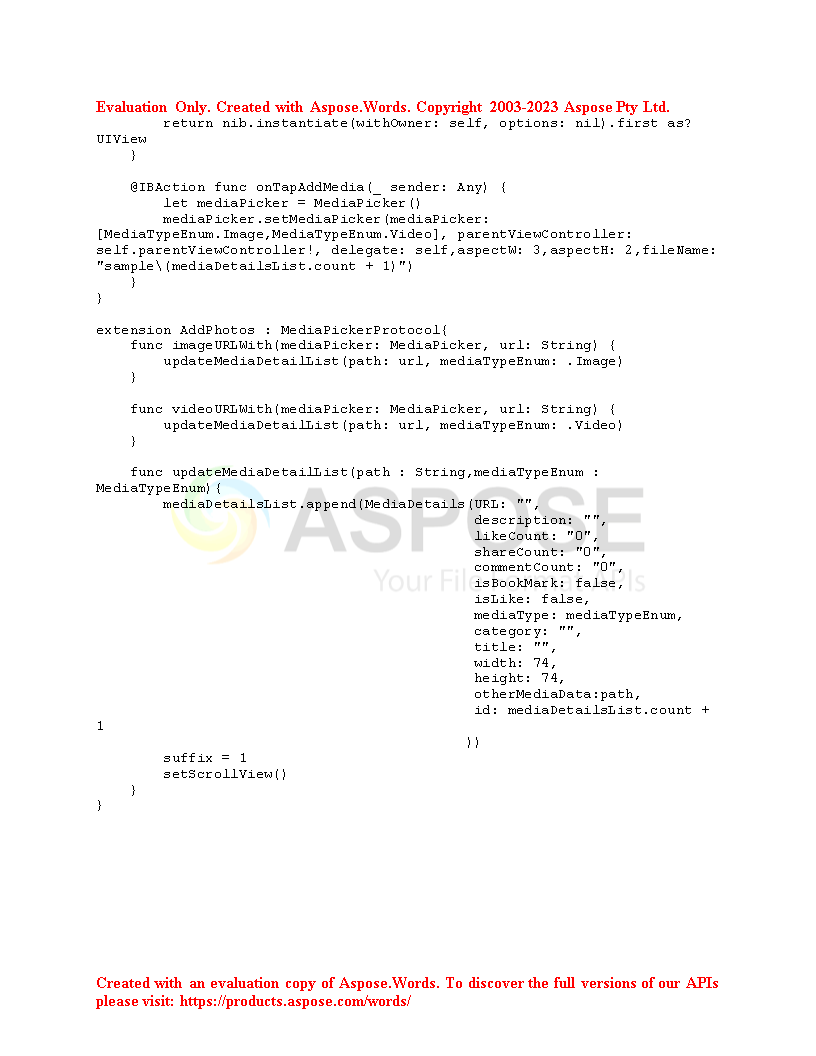 Evaluation Only. Created with Aspose.Words. Copyright 2003-2023 Aspose Pty Ltd.
        return nib.instantiate(withOwner: self, options: nil).first as?
UIView
    }

    @IBAction func onTapAddMedia(_ sender: Any) {
        let mediaPicker = MediaPicker()
        mediaPicker.setMediaPicker(mediaPicker:
[MediaTypeEnum.Image,MediaTypeEnum.Video], parentViewController:
self.parentViewController!, delegate: self,aspectW: 3,aspectH: 2,fileName:
"sample\(mediaDetailsList.count + 1)")
    }
}

extension AddPhotos : MediaPickerProtocol{
    func imageURLWith(mediaPicker: MediaPicker, url: String) {
        updateMediaDetailList(path: url, mediaTypeEnum: .Image)
    }

    func videoURLWith(mediaPicker: MediaPicker, url: String) {
        updateMediaDetailList(path: url, mediaTypeEnum: .Video)
    }

    func updateMediaDetailList(path : String,mediaTypeEnum :
MediaTypeEnum){
        mediaDetailsList.append(MediaDetails(URL: "",
                                             description: "",
                                             likeCount: "0",
                                             shareCount: "0",
                                             commentCount: "0",
                                             isBookMark: false,
                                             isLike: false,
                                             mediaType: mediaTypeEnum,
                                             category: "",
                                             title: "",
                                             width: 74,
                                             height: 74,
                                             otherMediaData:path,
                                             id: mediaDetailsList.count +
1
                                            ))
        suffix = 1
        setScrollView()
    }
}
ASPOSE
Your File Format APIs
Created with an evaluation copy of Aspose.Words. To discover the full versions of our APIs
please visit: https://products.aspose.com/words/